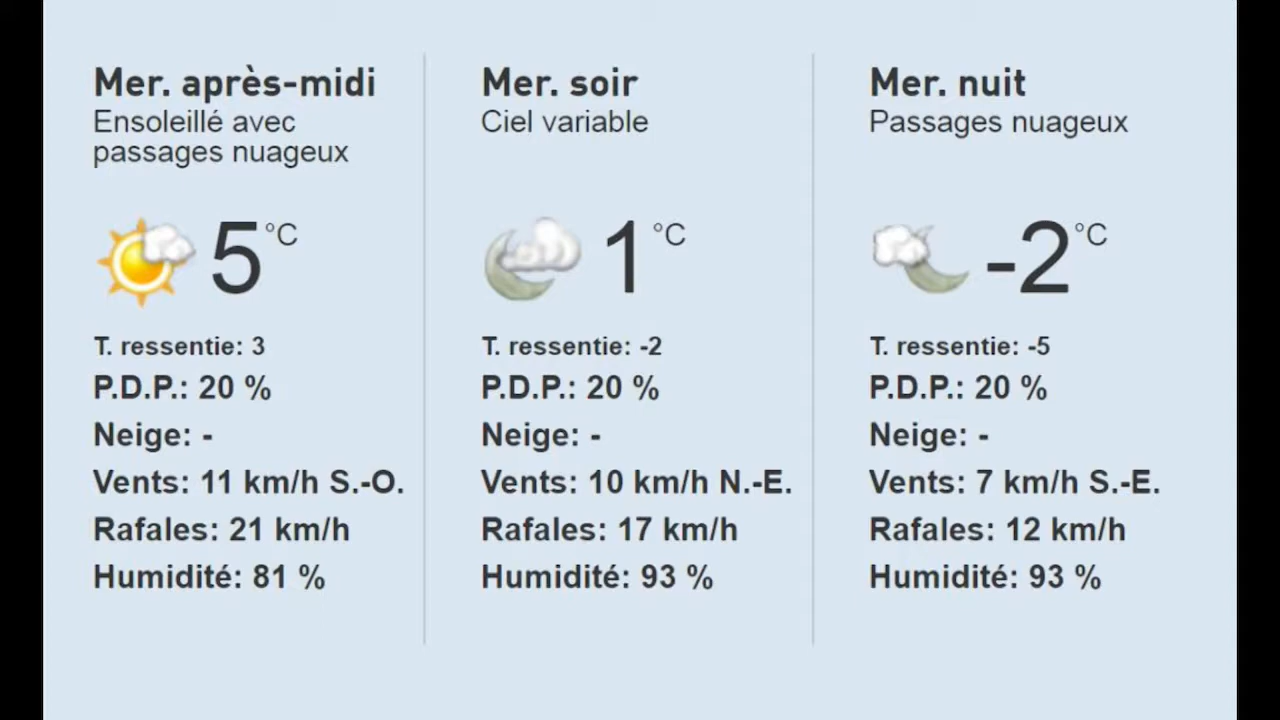 Mer. après-midi
Ensoleillé avec
passages nuageux
5 °C
T. ressentie: 3
P.D.P.: 20 %
Neige: -
Vents: 11 km/h S.-O.
Rafales: 21 km/h
Humidité: 81 %
Mer. soir
Ciel variable
1 °C
T. ressentie: -2
P.D.P.: 20 %
Neige: -
Vents: 10 km/h N.-E.
Rafales: 17 km/h
Humidité: 93 %
Mer. nuit
Passages nuageux
-2 °C
T. ressentie: -5
P.D.P.: 20 %
Neige: -
Vents: 7 km/h S.-E.
Rafales: 12 km/h
Humidité: 93 %